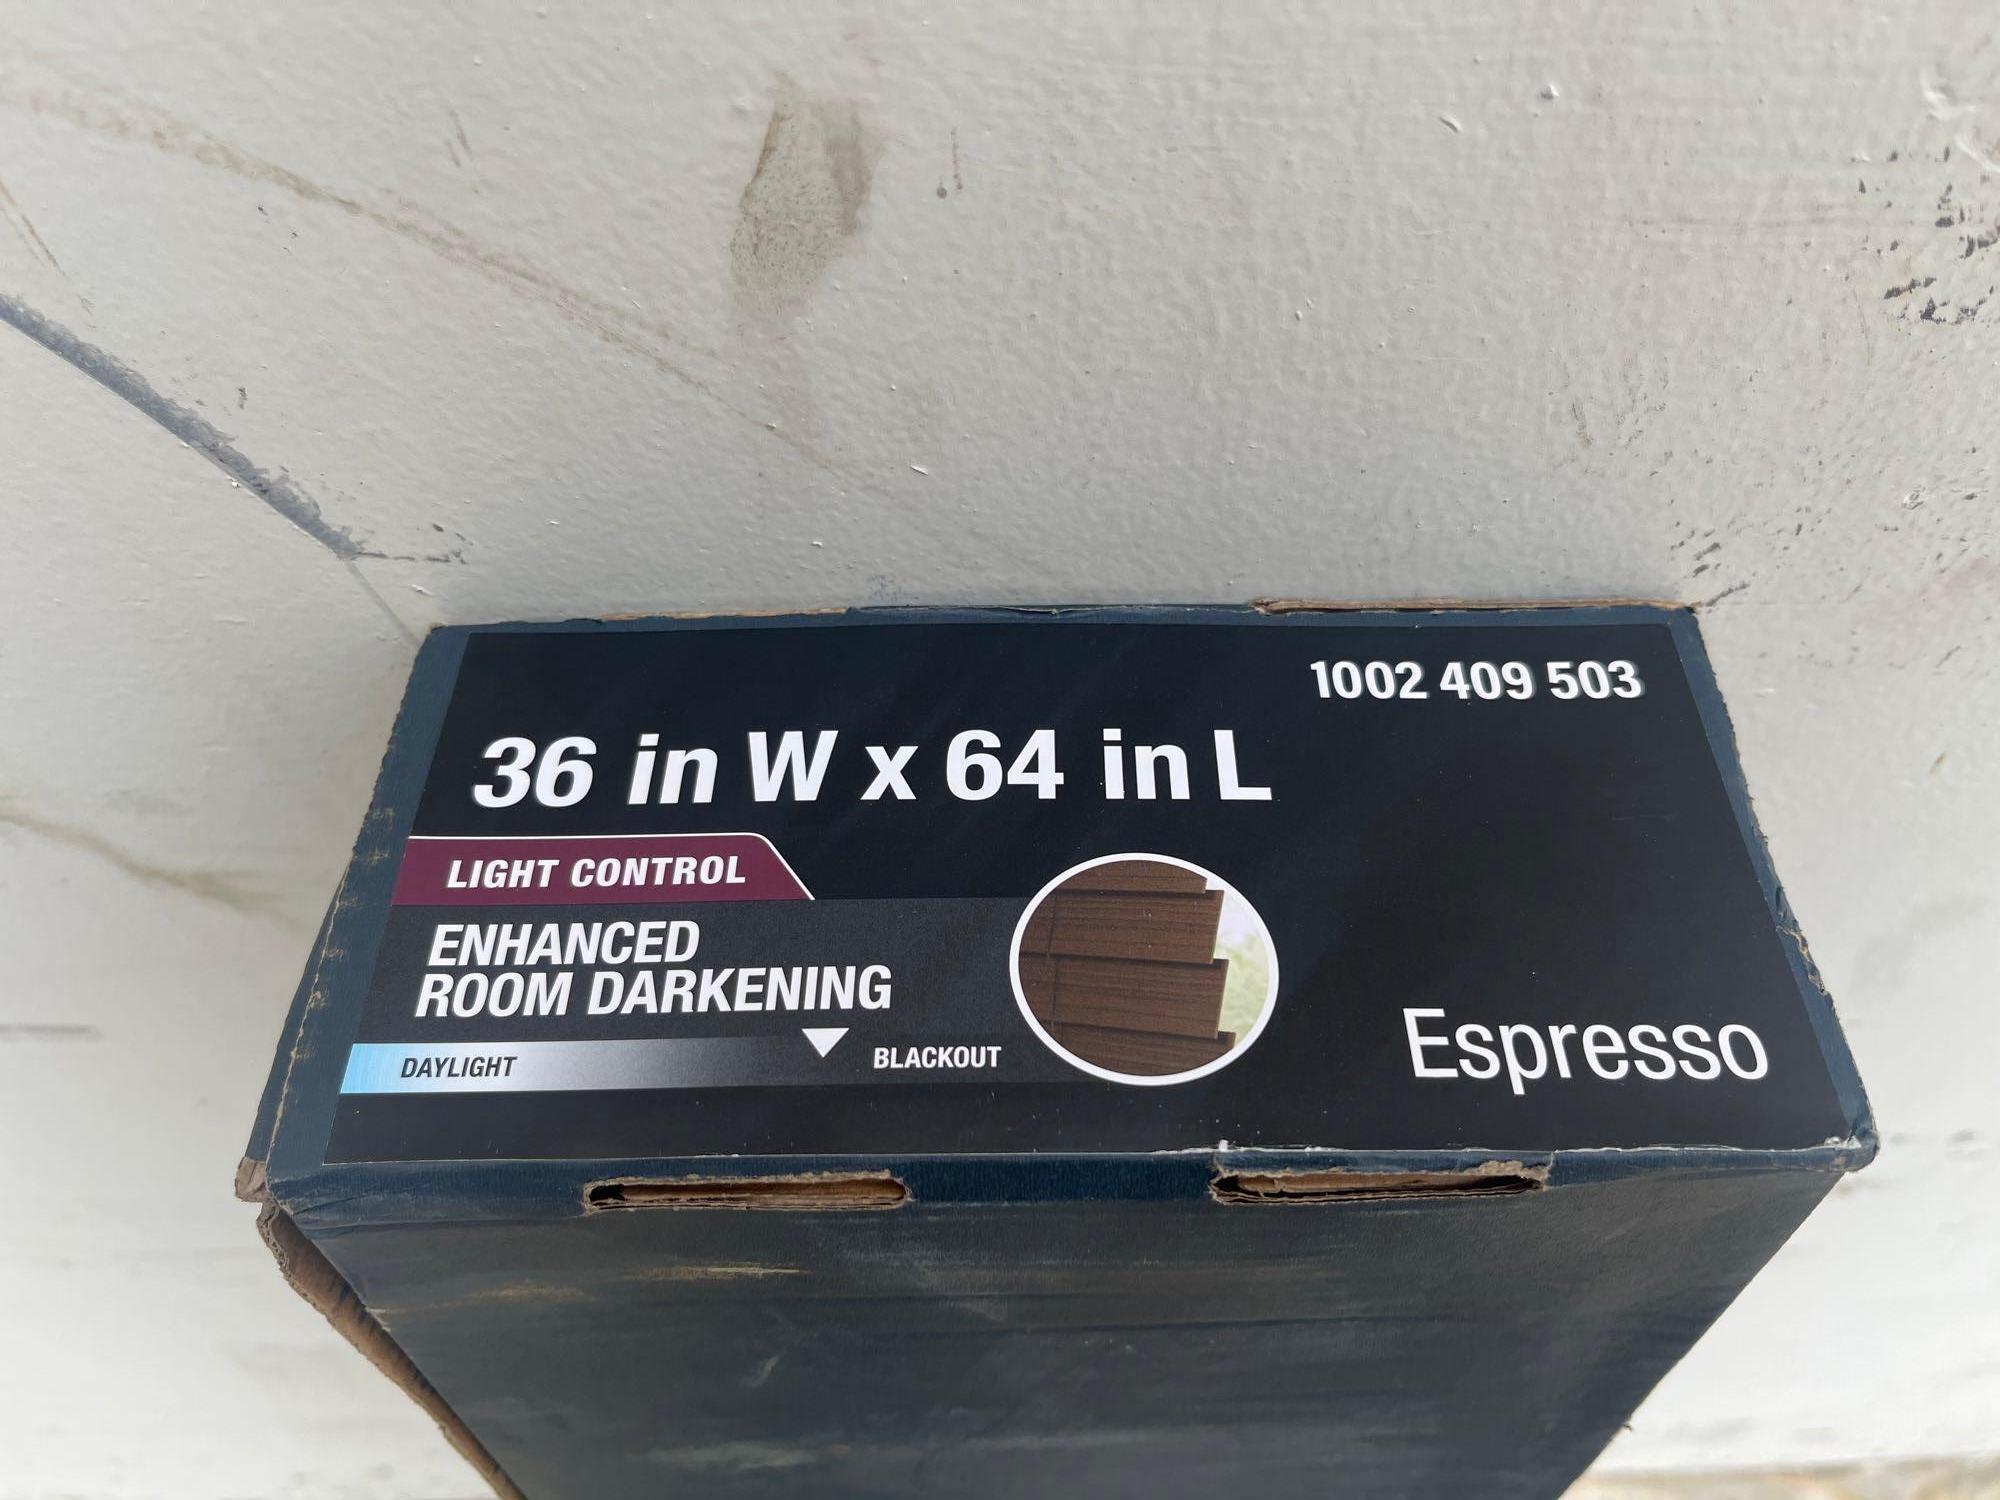 1002 409 503
36 in W x 64 in L
LIGHT CONTROL
ENHANCED
ROOM DARKENING
DAYLIGHT
BLACKOUT
Espresso